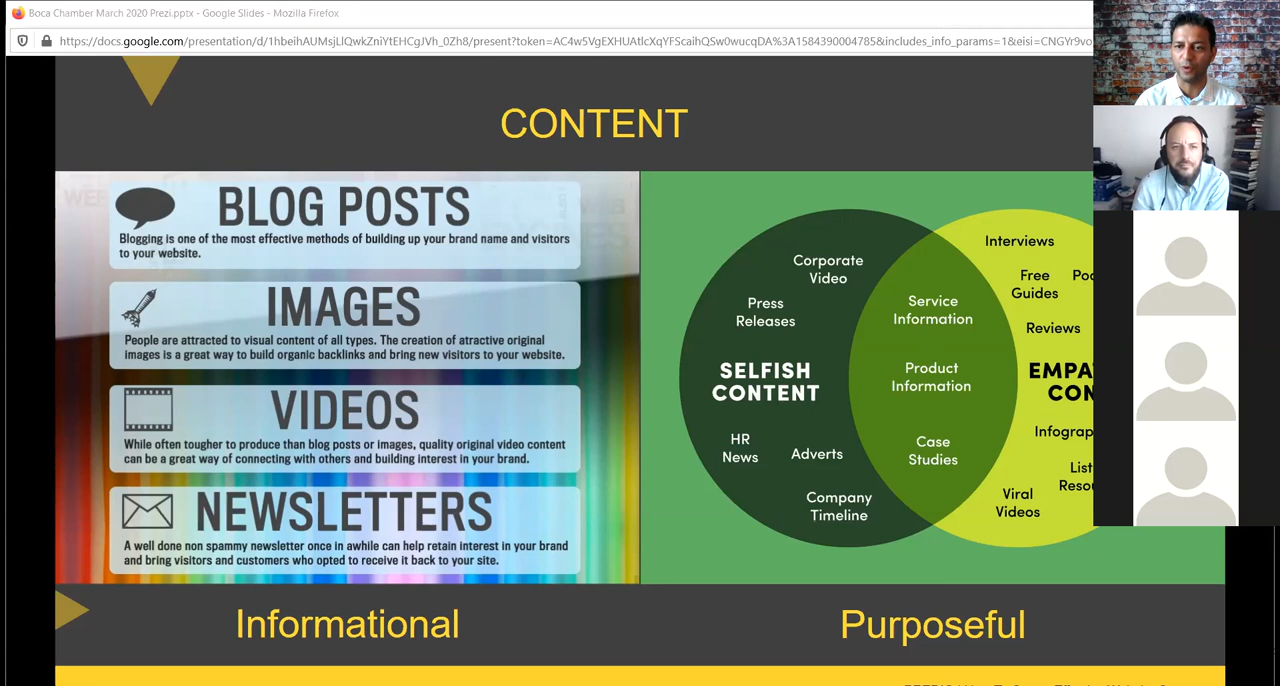 Boca Chamber March 2020 Prezi.pptx - Google Slides - Mozilla Firefox
https://docs.google.com/presentation/d/1hbeihAUMsjLlQwkZniYtEHCgJVh_0Zh8/present?token=AC4w5VgEXHUAtlcXqYFScaihQSw0wucqDA%3A1584390004785&includes_info_params=1&eisi=CNGYr9vo
CONTENT
BLOG POSTS
Blogging is one of the most effective methods of building up your brand name and visitors
to your website.
IMAGES
People are attracted to visual content of all types. The creation of atractive original
images is a great way to build organic backlinks and bring new visitors to your website.
VIDEOS
While often tougher to produce than blog posts or images, quality original video content
can be a great way of connecting with others and building interest in your brand.
NEWSLETTERS
A well done non spammy newsletter once in awhile can help retain interest in your brand
and bring visitors and customers who opted to receive it back to your site.
Informational
Corporate
Video
Press
Releases
SELFISH
CONTENT
HR
News
Adverts
Company
Timeline
Service
Information
Product
Information
Case
Studies
Interviews
Free
Guides
Reviews
EMPA
CON
Infograp
List
Resou
Viral
Videos
Purposeful